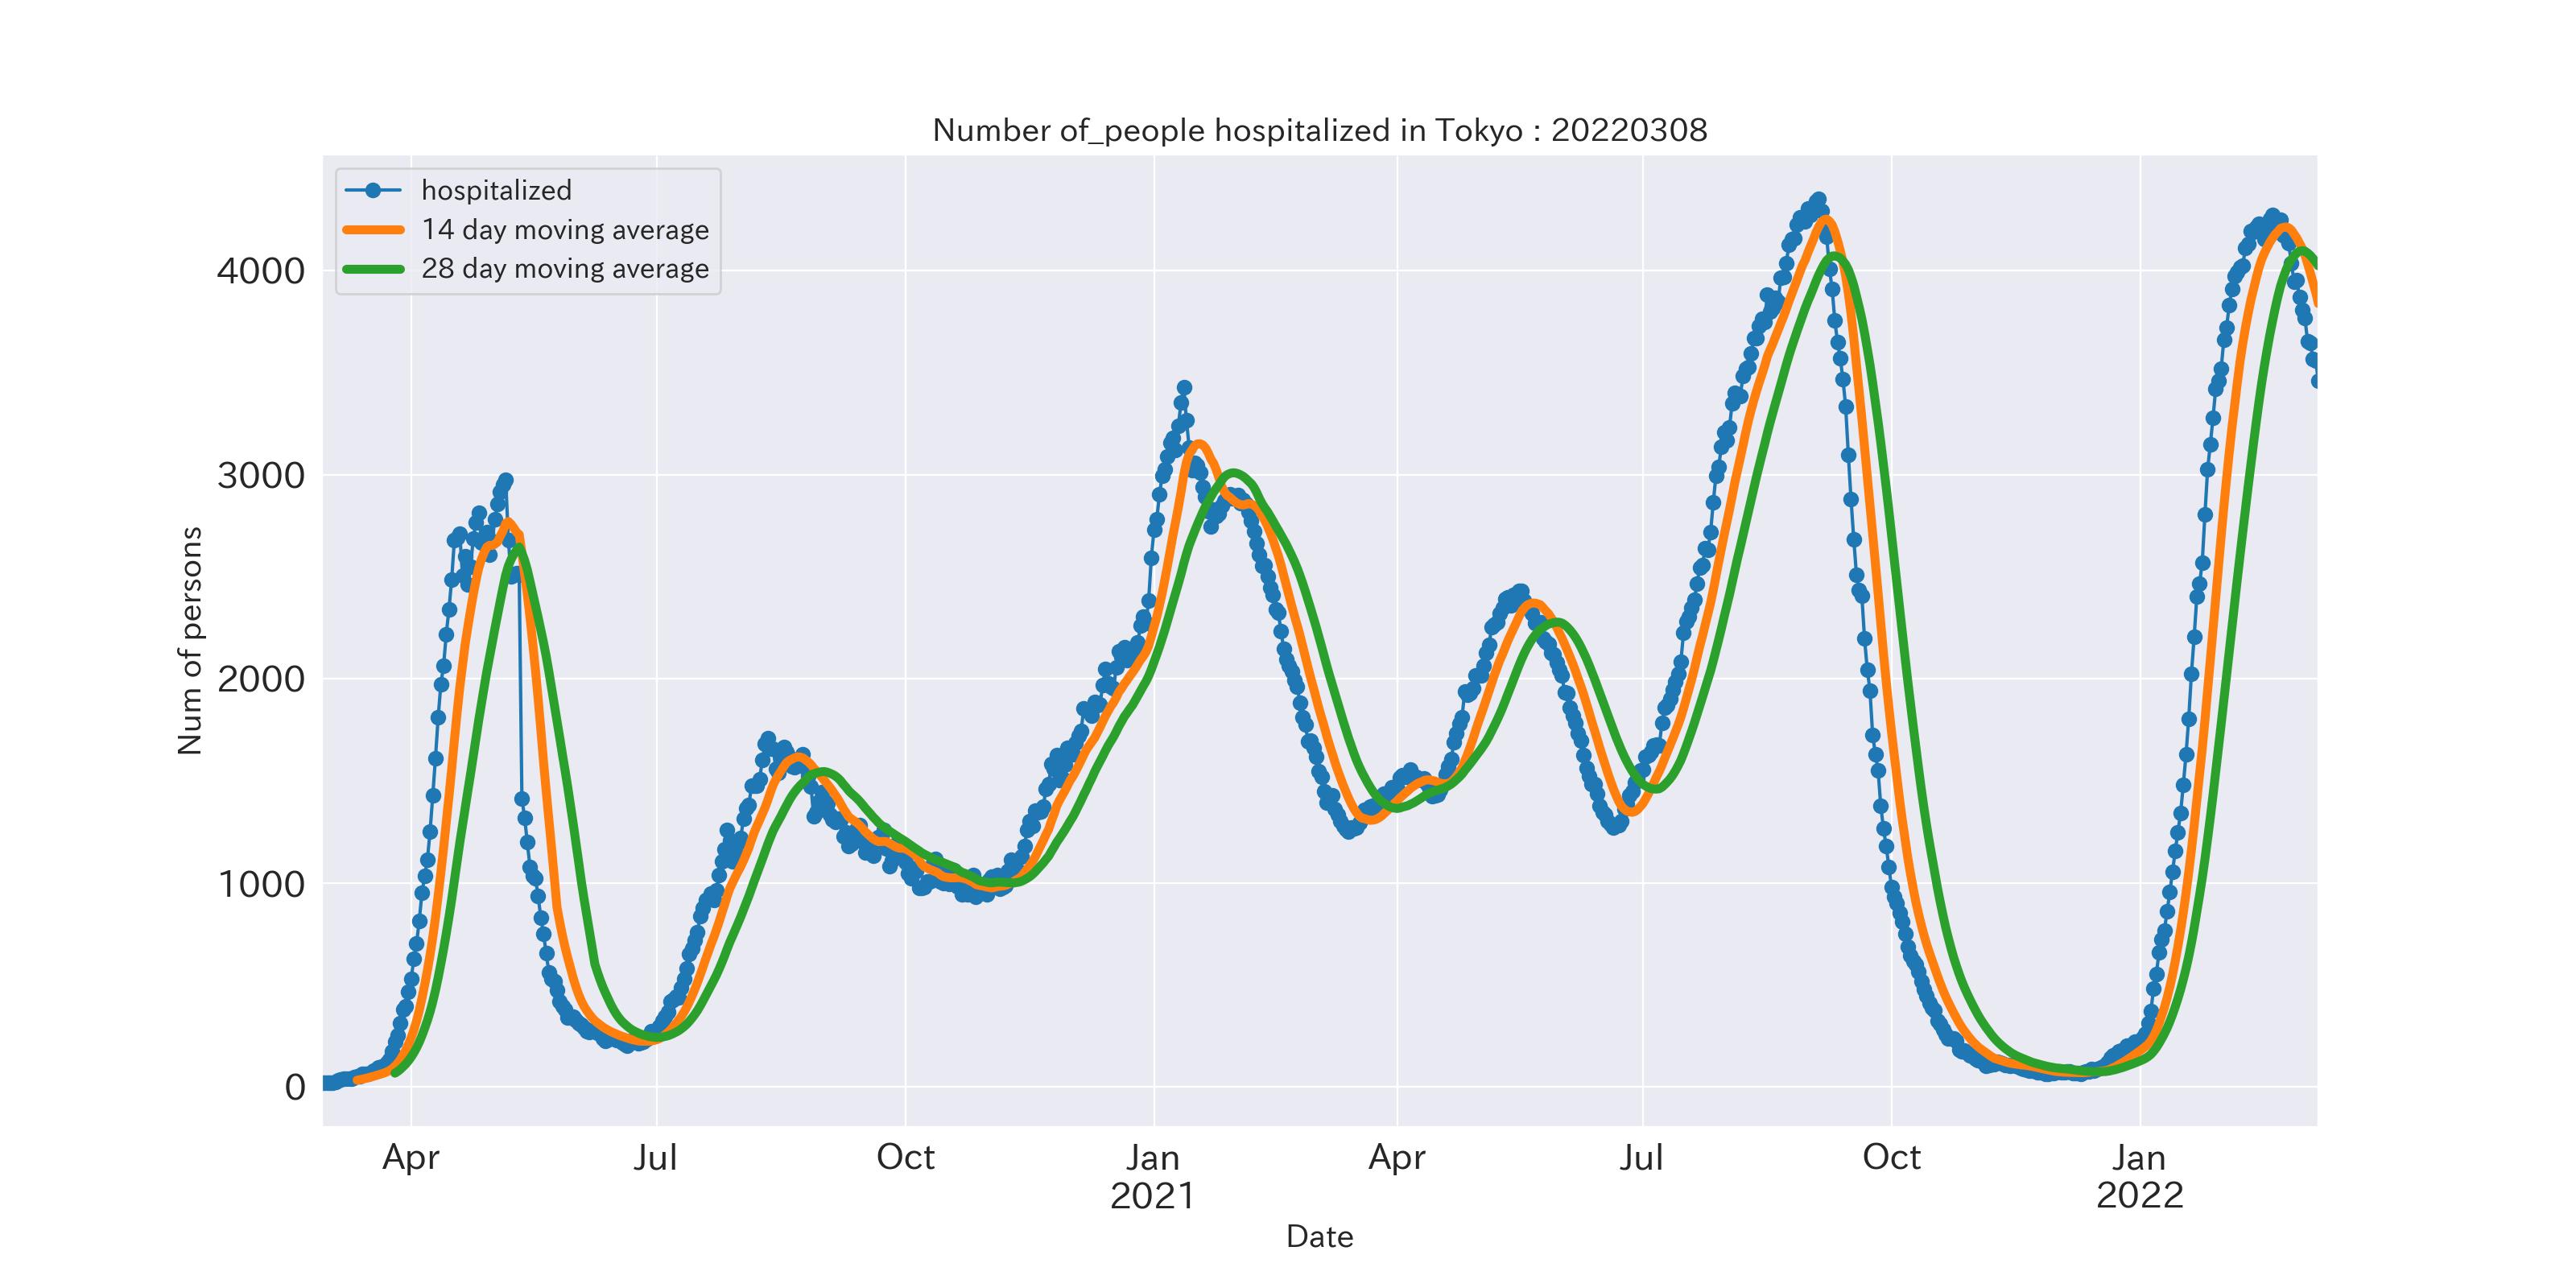 Number of_people hospitalized in Tokyo : 20220308
hospitalized
14 day moving average
28 day moving average
4000
3000
2000
1000
0
Num of persons
Apr Jul Oct Jan Apr Jul Oct Jan
2021 2022
Date